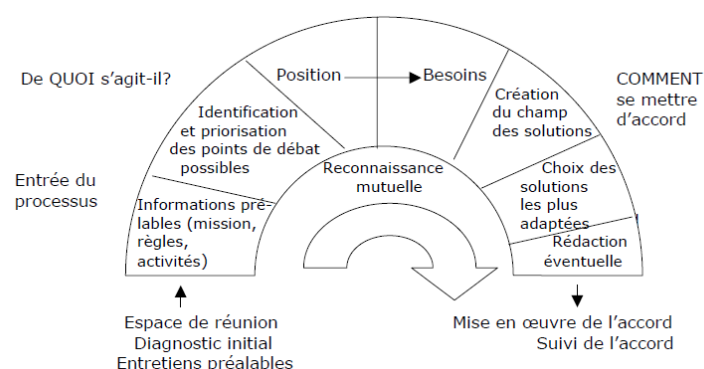 De QUOI s’agit-il?
Position
Besoins
COMMENT
se mettre
d’accord
Création
du champ
des solutions
Identification
et priorisation
des points de débat
possibles
Reconnaissance
mutuelle
Choix des
solutions
les plus
adaptées
Entrée du
processus
Informations pré-
lables (mission,
règles,
activités)
Rédaction
éventuelle
Espace de réunion
Diagnostic initial
Entretiens préalables
Mise en œuvre de l’accord
Suivi de l’accord